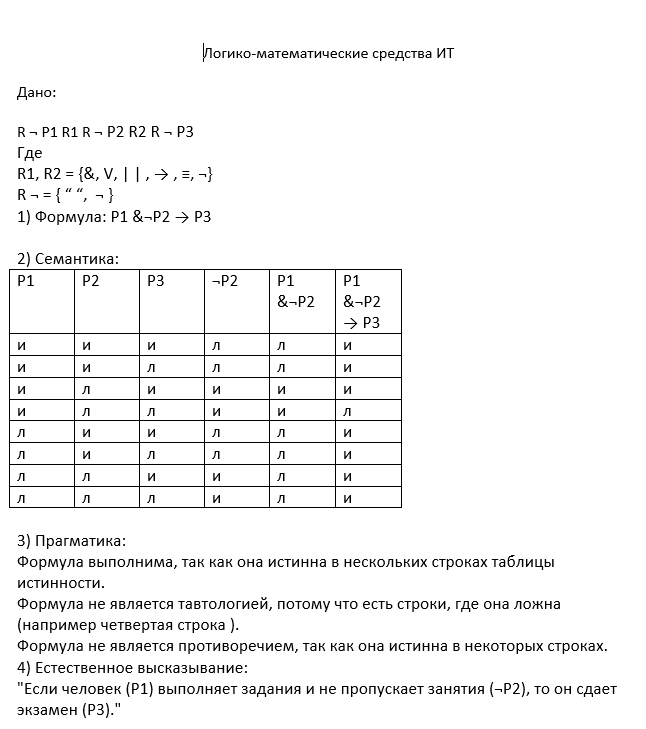 Логико-математические средства ИТ
Дано:
R ¬ P1 R1 R ¬ P2 R2 R ¬ P3
Где
R1, R2 = {&, V, | | , → , ≡, ¬}
R ¬ = { “ “, ¬ }
1) Формула: P1 &¬P2 → P3
2) Семантика:
P1 P2 P3 ¬P2 P1 &¬P2 P1 &¬P2 → P3
и и и л л и
и и л л л и
и л и и и и
и л л и и л
л и и л л и
л и л л л и
л л и и л и
л л л и л и
3) Прагматика:
Формула выполнима, так как она истинна в нескольких строках таблицы
истинности.
Формула не является тавтологией, потому что есть строки, где она ложна
(например четвертая строка ).
Формула не является противоречием, так как она истинна в некоторых строках.
4) Естественное высказывание:
"Если человек (P1) выполняет задания и не пропускает занятия (¬P2), то он сдает
экзамен (P3)."